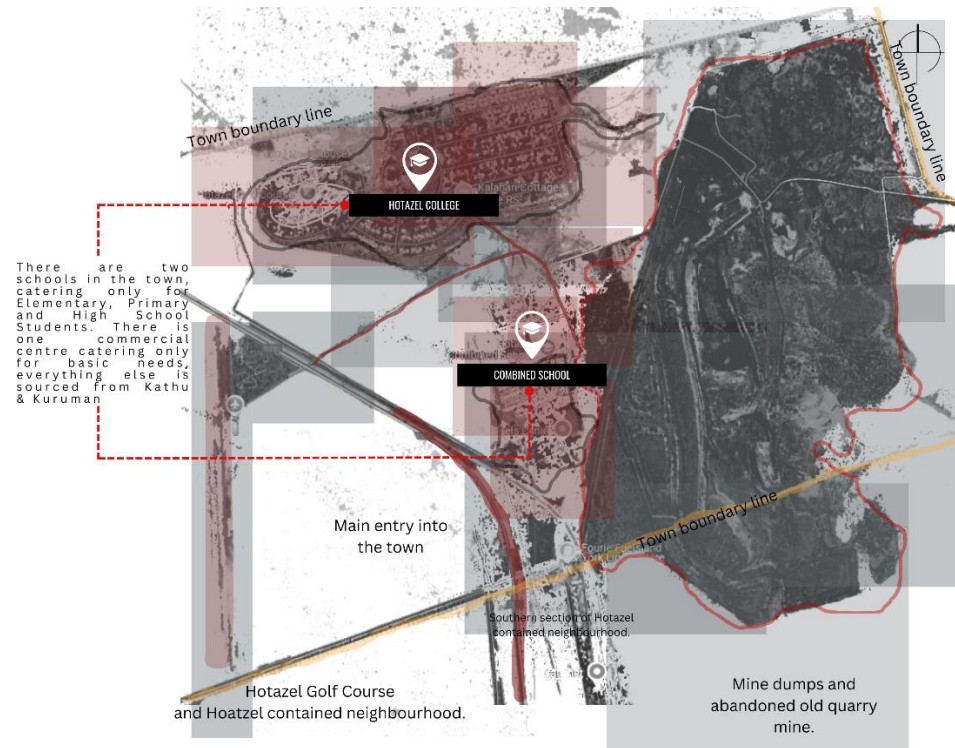 Town boundary line
Town boundary line
Kalahari Cottage
HOTAZEL COLLEGE
There are two
schools in the town,
catering only for
Elementary, Primary
and High School
Students. There is
one commercial
centre catering only
for basic needs,
everything else is
sourced from Kathu
& Kuruman
COMBINED SCHOOL
Main entry into
the town
Town boundary line
Southern section of Hotazel
contained neighbourhood.
Hotazel Golf Course
and Hoatzel contained neighbourhood.
Mine dumps and
abandoned old quarry
mine.